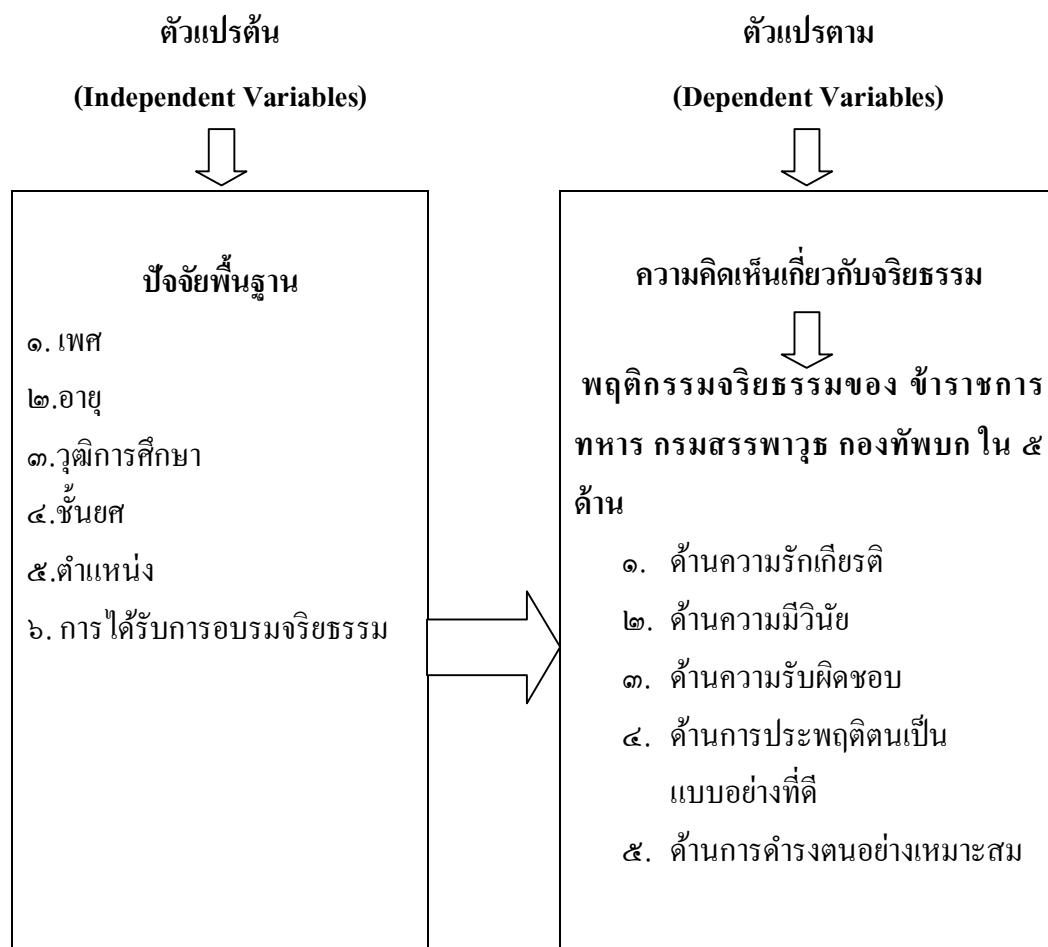 ตัวแปรต้น
(Independent Variables)
ปัจจัยพื้นฐาน
๑. เพศ
๒.อายุ
๓.วุฒิการศึกษา
๔.ชั้นยศ
๕.ตำแหน่ง
๖. การได้รับการอบรมจริยธรรม
ตัวแปรตาม
(Dependent Variables)
ความคิดเห็นเกี่ยวกับจริยธรรม
พฤติกรรมจริยธรรมของ ข้าราชการ
ทหาร กรมสรรพาวุธ กองทัพบก ใน ๕
ด้าน
๑. ด้านความรักเกียรติ
๒. ด้านความมีวินัย
๓. ด้านความรับผิดชอบ
๔. ด้านการประพฤติตนเป็น
แบบอย่างที่ดี
๕. ด้านการดำรงตนอย่างเหมาะสม